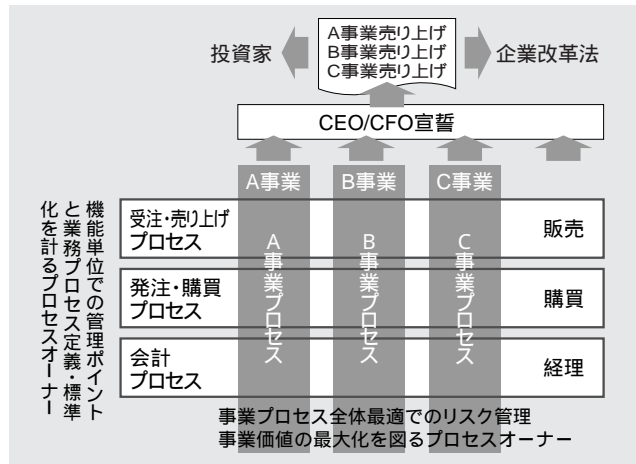 A事業売り上げ
B事業売り上げ
C事業売り上げ
投資家
企業改革法
CEO/CFO宣誓
A事業
B事業
C事業
機能単位での管理ポイント
と業務プロセス定義・標準
化を計るプロセスオーナー
受注・売り上げ
プロセス
販売
発注・購買
プロセス
購買
会計
プロセス
経理
A事業プロセス
B事業プロセス
C事業プロセス
事業プロセス全体最適でのリスク管理
事業価値の最大化を図るプロセスオーナー